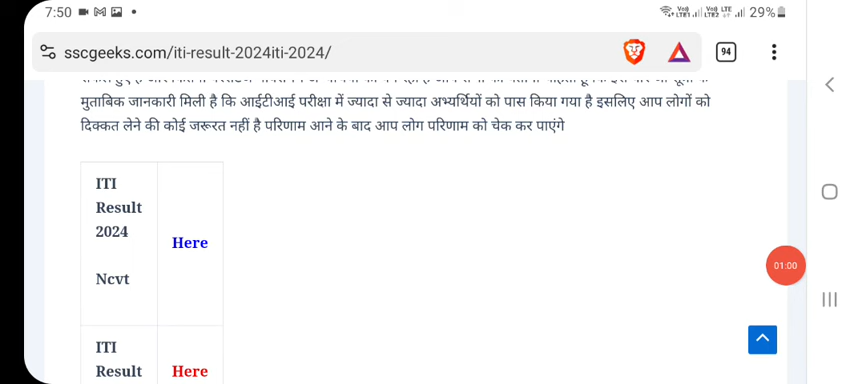 7:50 29%
sscgeeks.com/iti-result-2024iti-2024/
94
मुताबिक जानकारी मिली है कि आईटीआई परीक्षा में ज्यादा से ज्यादा अभ्यर्थियों को पास किया गया है इसलिए आप लोगों को
दिक्कत लेने की कोई जरूरत नहीं है परिणाम आने के बाद आप लोग परिणाम को चेक कर पाएंगे
ITI
Result
2024
Ncvt
Here
01:00
ITI
Result
Here